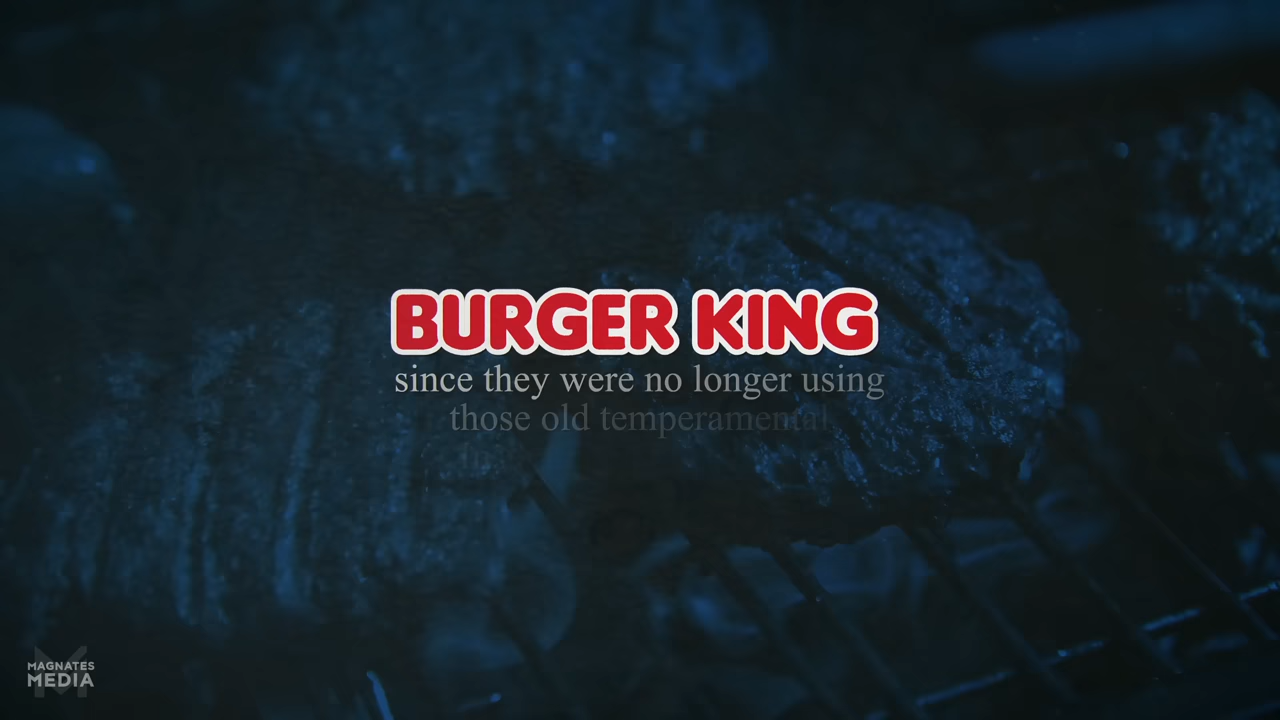 BURGER KING
since they were no longer using
those old temperamental
MAGNATES
MEDIA